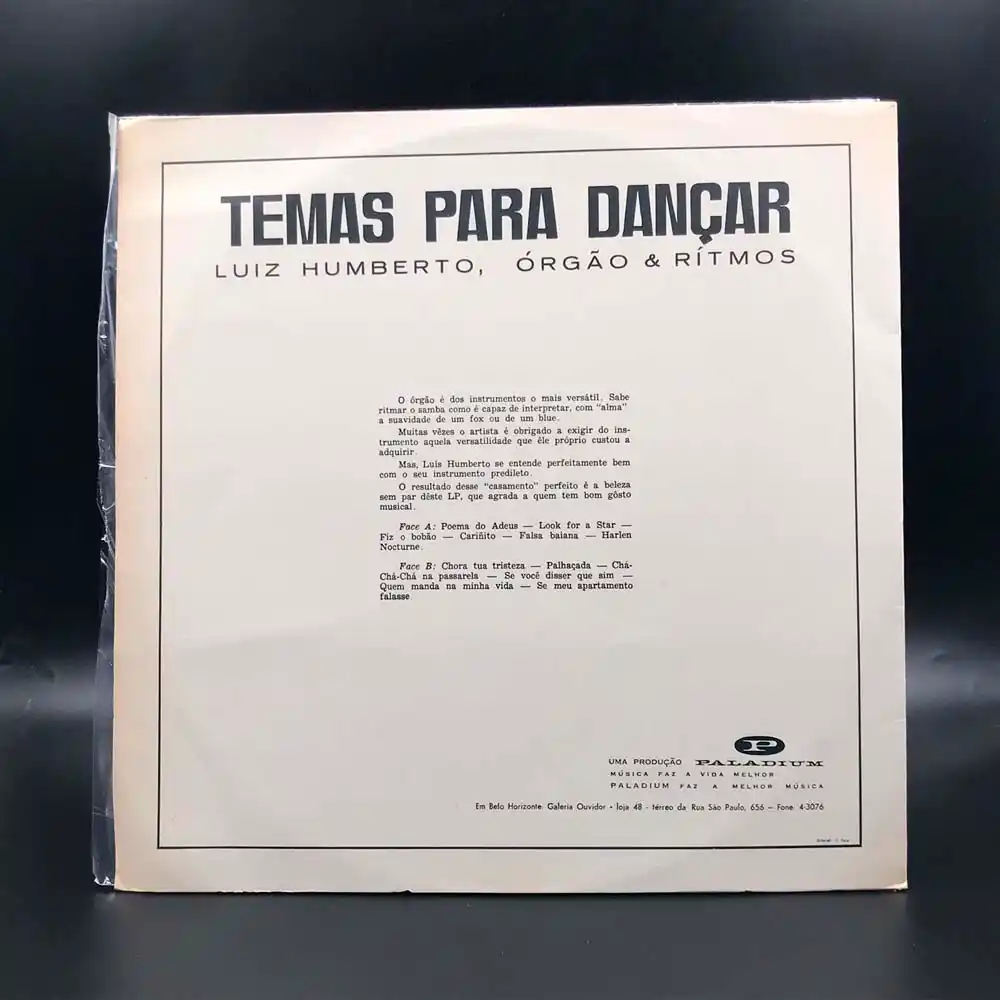 TEMAS PARA DANÇAR
LUIZ HUMBERTO, ÓRGÃO & RÍTMOS
O órgão é dos instrumentos o mais versátil. Sabe
ritmar o samba como é capaz de interpretar, com "alma"
a suavidade de um fox ou de um blue.
Muitas vêzes o artista é obrigado a exigir do ins-
trumento aquela versatilidade que êle próprio custou a
adquirir.
Mas, Luis Humberto se entende perfeitamente bem
com o seu instrumento predileto.
O resultado desse "casamento" perfeito é a beleza
sem par dêste LP, que agrada a quem tem bom gôsto
musical.
Face A: Poema do Adeus — Look for a Star —
Fiz o bobão — Cariñito — Falsa baiana — Harlen
Nocturne.
Face B: Chora tua tristeza — Palhaçada — Chá-
Chá-Chá na passarela — Se você disser que sim —
Quem manda na minha vida — Se meu apartamento
falasse
P
UMA PRODUÇÃO PALADIUM
MÚSICA FAZ A VIDA MELHOR
PALADIUM FAZ A MELHOR MÚSICA
Em Belo Horizonte: Galeria Ouvidor • loja 48 - térreo da Rua São Paulo, 656 — Fone: 4-3076